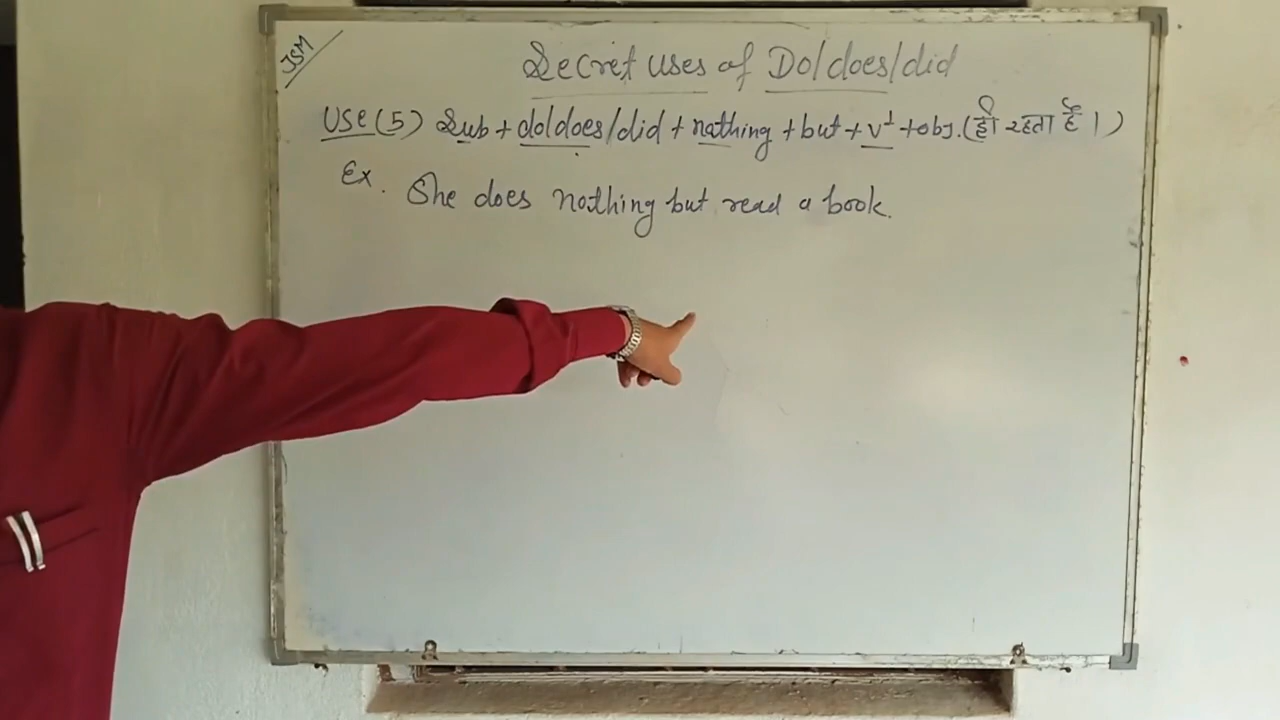 JSM
Secret uses of Do/does/did
Use (5) Sub + do/does/did + nothing + but + v¹ + obj. (ही रहता है।)
Ex. She does nothing but read a book.